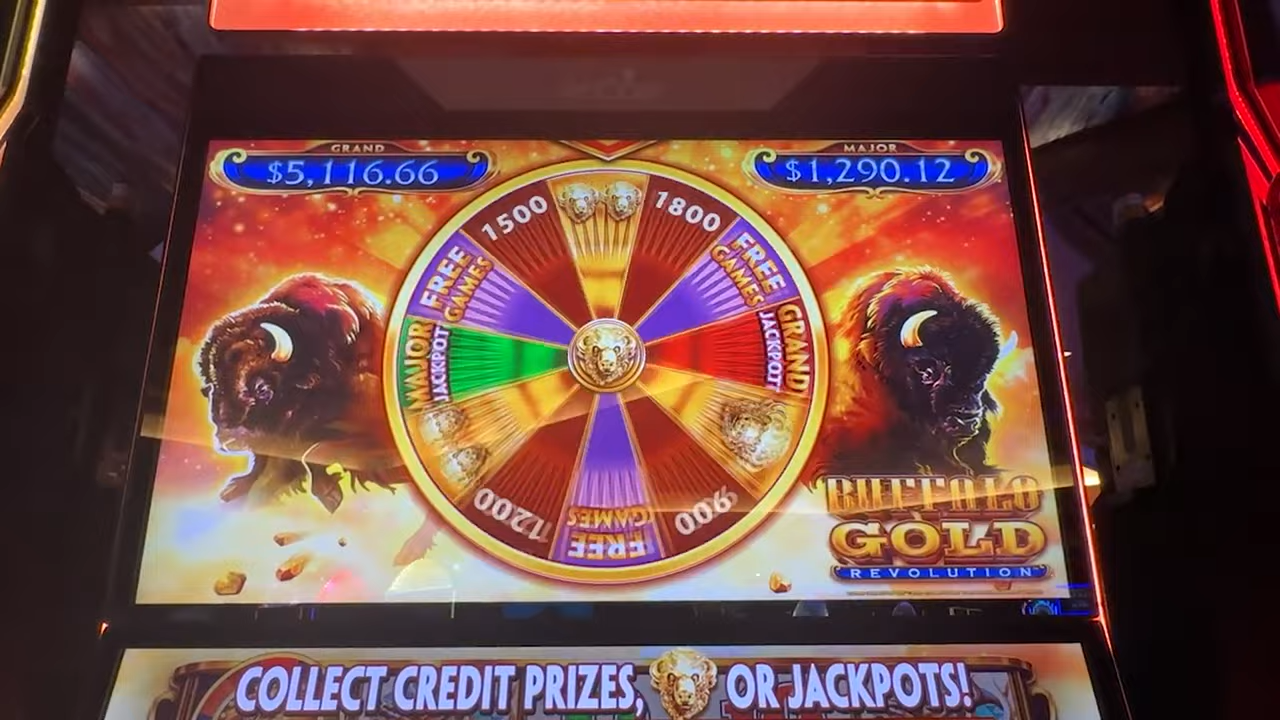 GRAND
$5,116.66
MAJOR
$1,290.12
1500
1800
FREE
GAMES
FREE
GAMES
MAJOR
JACKPOT
GRAND
JACKPOT
1200
900
FREE
GAMES
BUFFALO
GOLD
REVOLUTION
COLLECT CREDIT PRIZES, OR JACKPOTS!